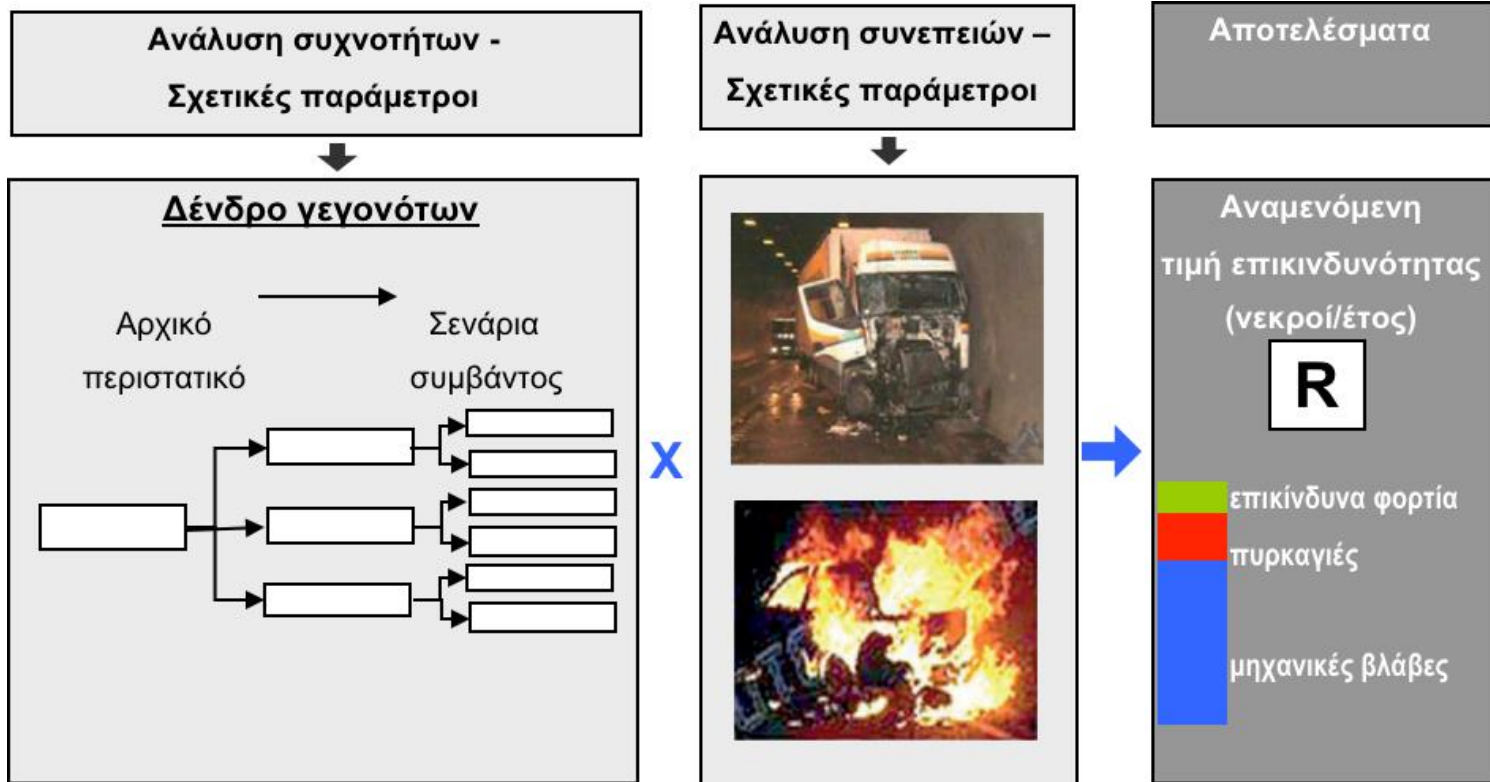 Ανάλυση συχνοτήτων -
Σχετικές παράμετροι
Ανάλυση συνεπειών –
Σχετικές παράμετροι
Αποτελέσματα
Δένδρο γεγονότων
Αρχικό
περιστατικό
Σενάρια
συμβάντος
X
Αναμενόμενη
τιμή επικινδυνότητας
(νεκροί/έτος)
R
επικίνδυνα φορτία
πυρκαγιές
μηχανικές βλάβες